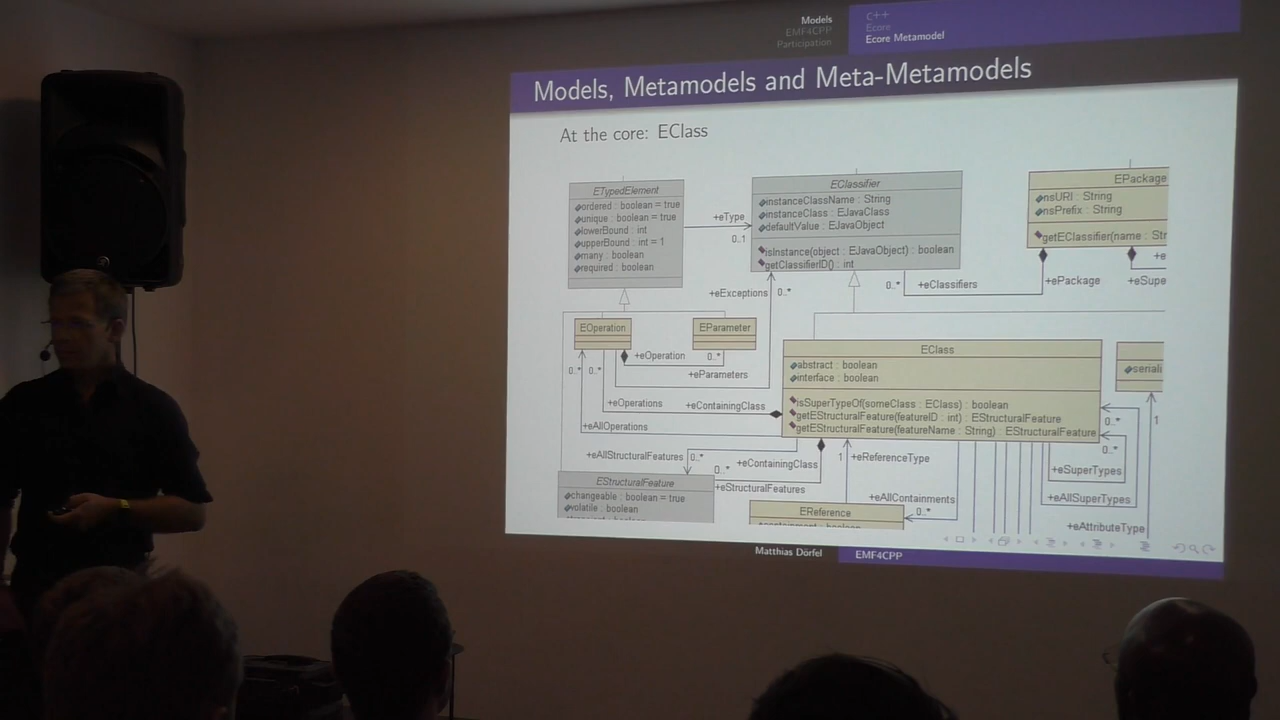 Models
EMF4CPP
Participation
C++
Ecore
Ecore Metamodel
Models, Metamodels and Meta-Metamodels
At the core: EClass
ETypedElement
ordered : boolean = true
unique : boolean = true
lowerBound : int
upperBound : int = 1
many : boolean
required : boolean
+eType
0..1
EClassifier
instanceClassName : String
instanceClass : EJavaClass
defaultValue : EJavaObject
isInstance(object : EJavaObject) : boolean
getClassifierID() : int
EPackage
nsURI : String
nsPrefix : String
getEClassifier(name : Str
+eExceptions
0..*
0..*
+eClassifiers
+ePackage
+e
+eSupe
EOperation
EParameter
+eOperation
0..*
+eParameters
0..*
0..*
+eOperations
+eContainingClass
+eAllOperations
EClass
abstract : boolean
interface : boolean
isSuperTypeOf(someClass : EClass) : boolean
getEStructuralFeature(featureID : int) : EStructuralFeature
getEStructuralFeature(featureName : String) : EStructuralFeature
seriali
1
0..*
0..*
+eAllStructuralFeatures
0..*
0..*
+eContainingClass
+eStructuralFeatures
1
+eReferenceType
+eSuperTypes
+eAllSuperTypes
+eAllContainments
0..*
+eAttributeType
EStructuralFeature
changeable : boolean = true
volatile : boolean
EReference
Matthias Dörfel
EMF4CPP